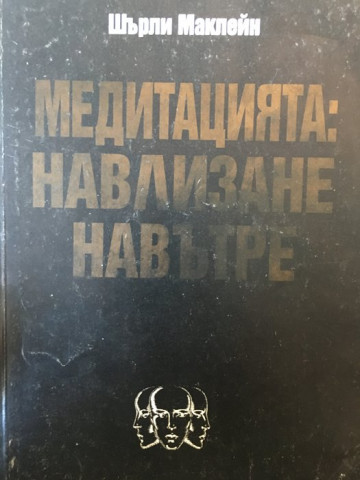 Шърли Маклейн
МЕДИТАЦИЯТА:
НАВЛИЗАНЕ
НАВЪТРЕ